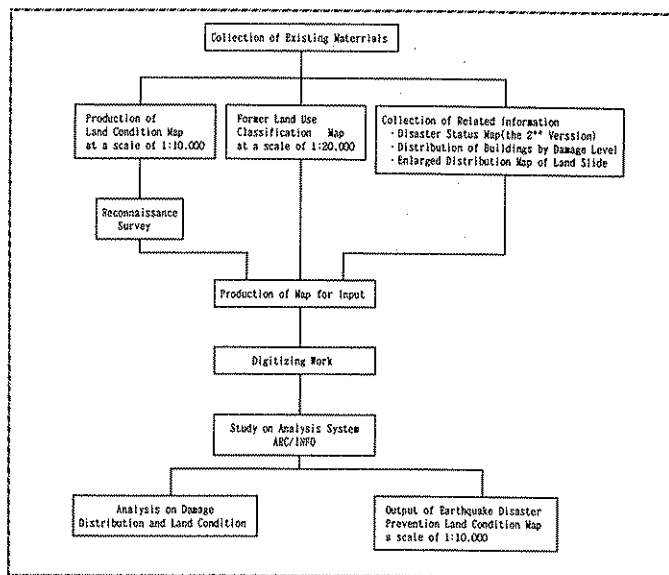 Collection of Existing Materrials
Production of
Land Condition Map
at a scale of 1:10,000
Former Land Use
Classification Map
at a scale of 1:20,000
Collection of Related Information
・Disaster Status Map(the 2nd Verssion)
・Distribution of Buildings by Damage Level
・Enlarged Distribution Map of Land Slide
Reconnaissance
Survey
Production of Map for Input
Digitizing Work
Study on Analysis System
ARC/INFO
Analysis on Damage
Distribution and Land Condition
Output of Earthquake Disaster
Prevention Land Condition Map
a scale of 1:10,000